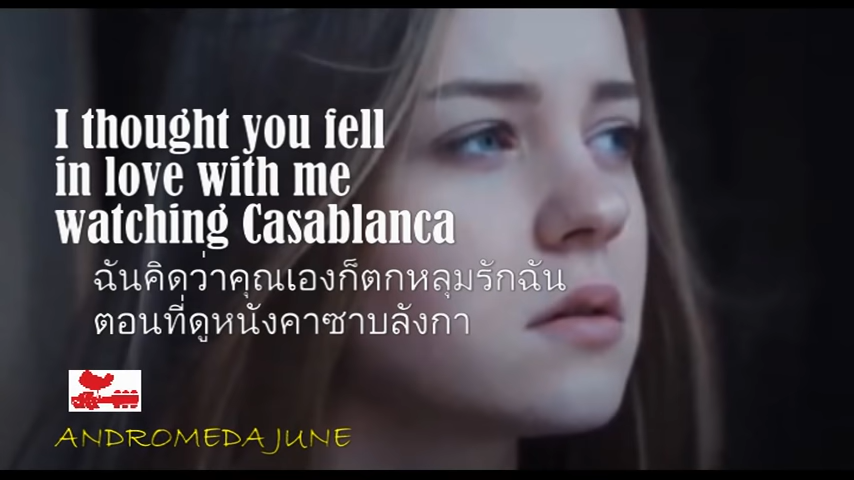 I thought you fell
in love with me
watching Casablanca
ฉันคิดว่าคุณเองก็ตกหลุมรักฉัน
ตอนที่ดูหนังคาซาบลังกา
ANDROMEDA JUNE